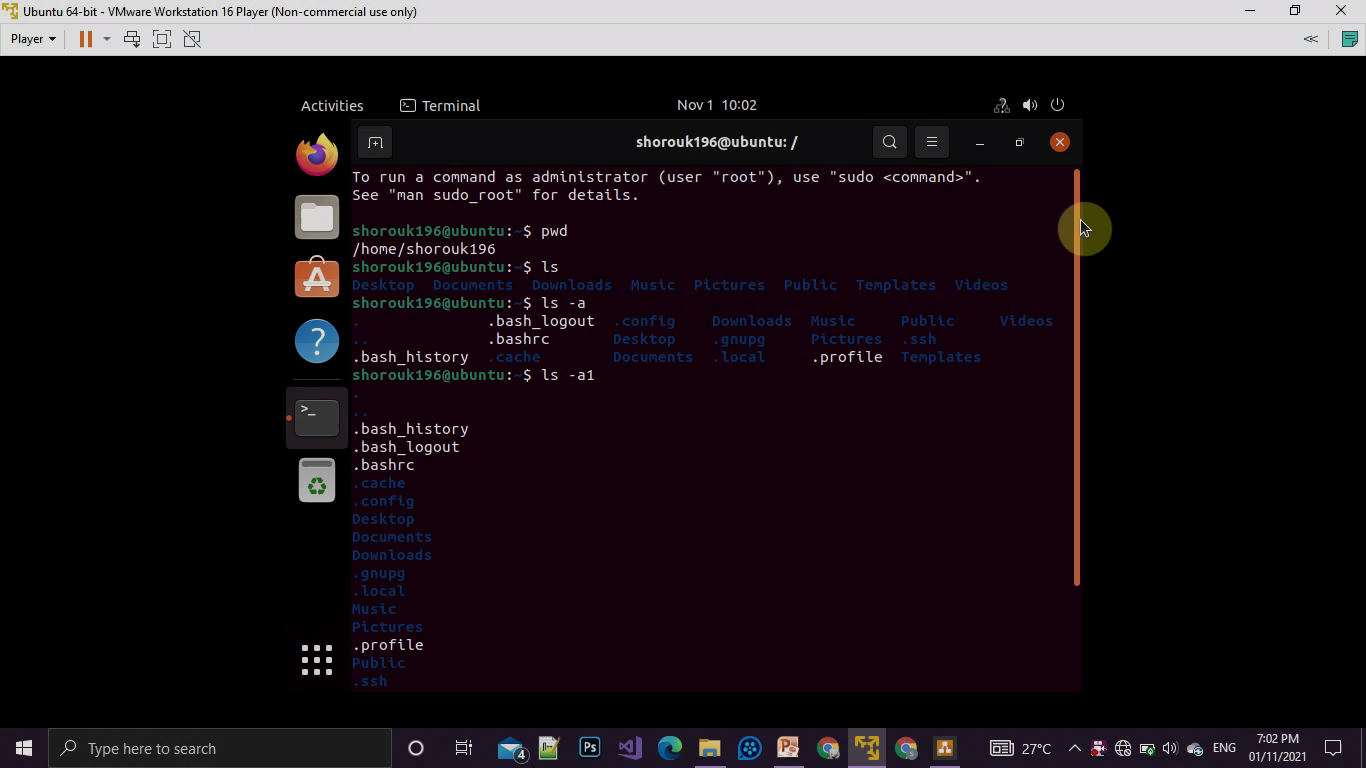 Ubuntu 64-bit - VMware Workstation 16 Player (Non-commercial use only)
Player
Activities Terminal Nov 1 10:02
shorouk196@ubuntu: /
To run a command as administrator (user "root"), use "sudo <command>".
See "man sudo_root" for details.
shorouk196@ubuntu:~$ pwd
/home/shorouk196
shorouk196@ubuntu:~$ ls
Desktop Documents Downloads Music Pictures Public Templates Videos
shorouk196@ubuntu:~$ ls -a
. .bash_logout .config Downloads Music Public Videos
.. .bashrc Desktop .gnupg Pictures .ssh
.bash_history .cache Documents .local .profile Templates
shorouk196@ubuntu:~$ ls -a1
.
..
.bash_history
.bash_logout
.bashrc
.cache
.config
Desktop
Documents
Downloads
.gnupg
.local
Music
Pictures
.profile
Public
.ssh
Type here to search
4
Ps
27°C
ENG
7:02 PM
01/11/2021